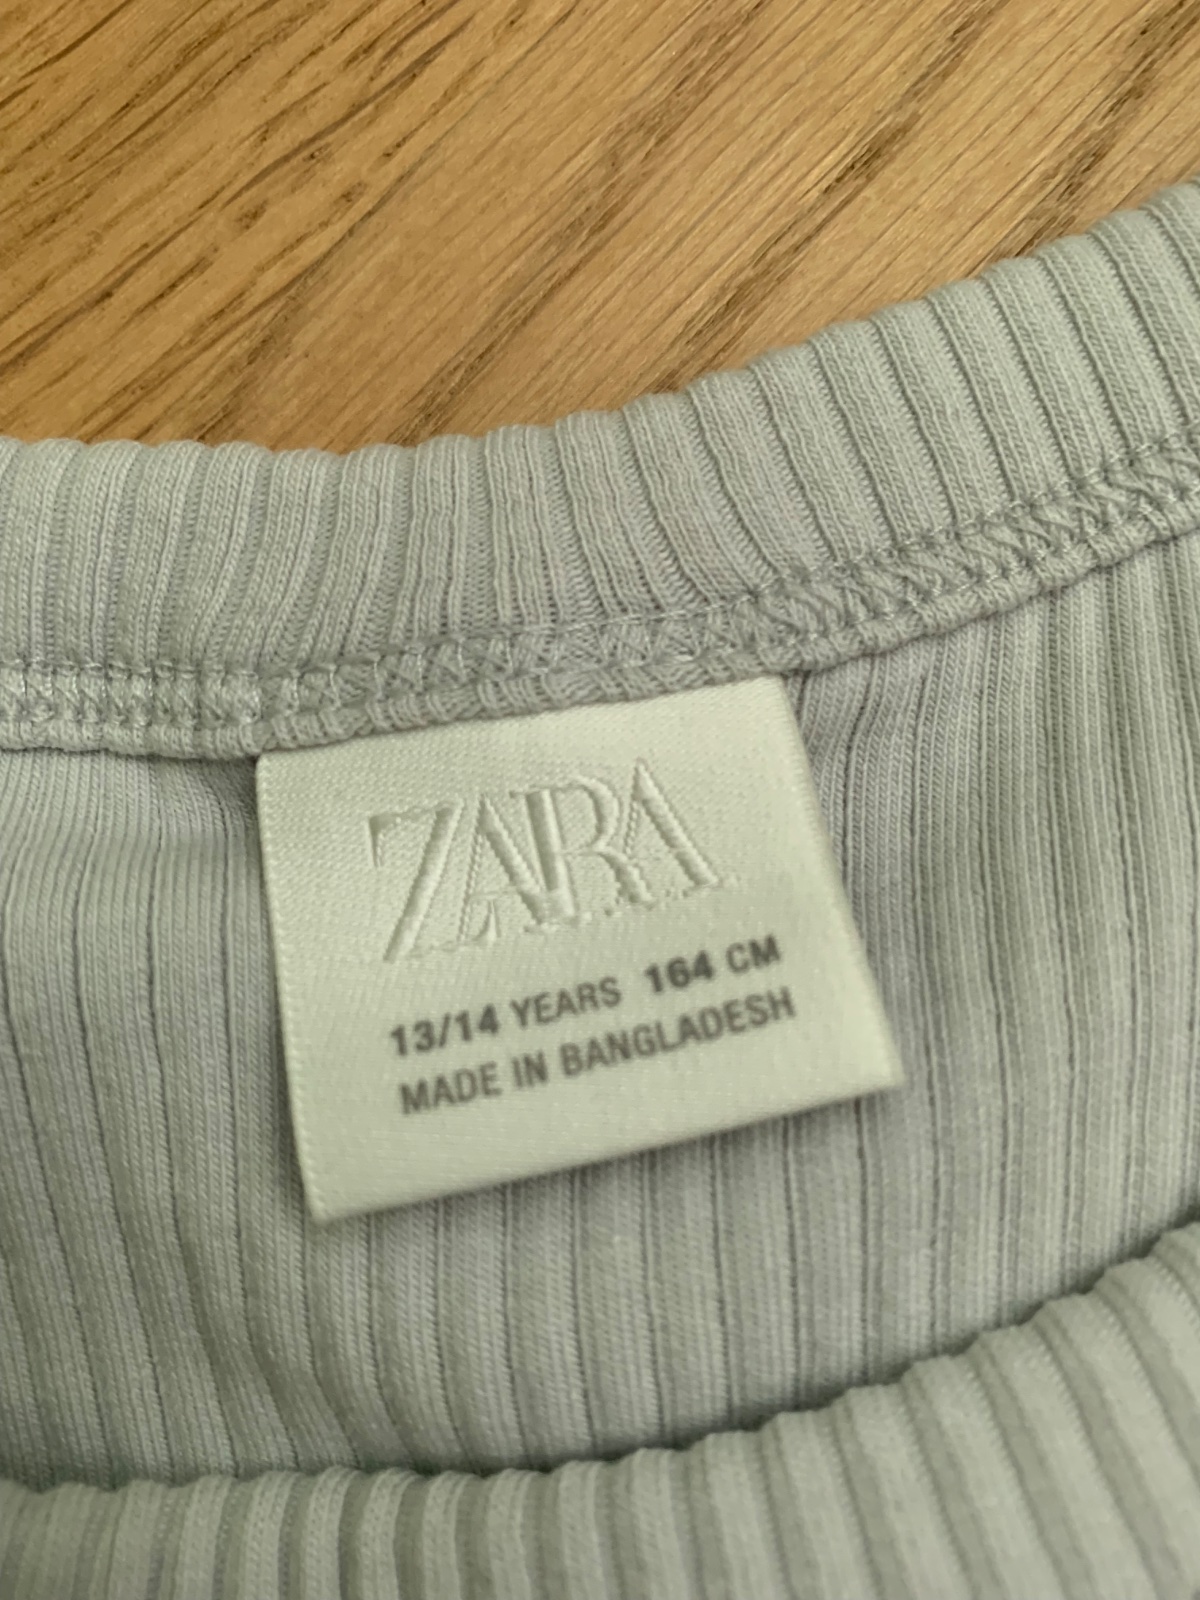 ZARA
13/14 YEARS 164 CM
MADE IN BANGLADESH